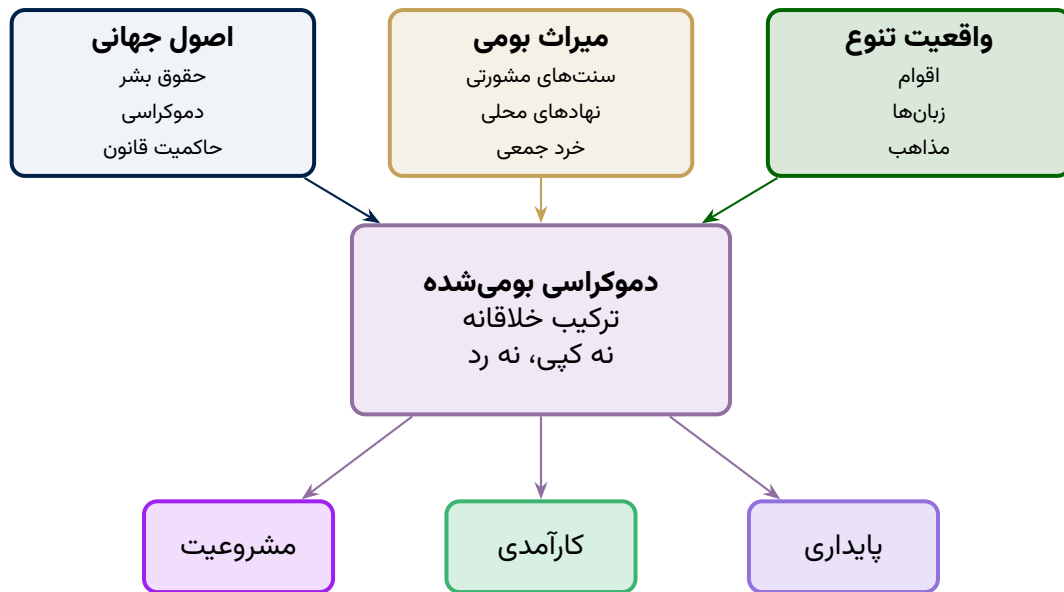 واقعیت تنوع
اقوام
زبان‌ها
مذاهب
میراث بومی
سنت‌های مشورتی
نهادهای محلی
خرد جمعی
اصول جهانی
حقوق بشر
دموکراسی
حاکمیت قانون
دموکراسی بومی‌شده
ترکیب خلاقانه
نه کپی، نه رد
پایداری
کارآمدی
مشروعیت